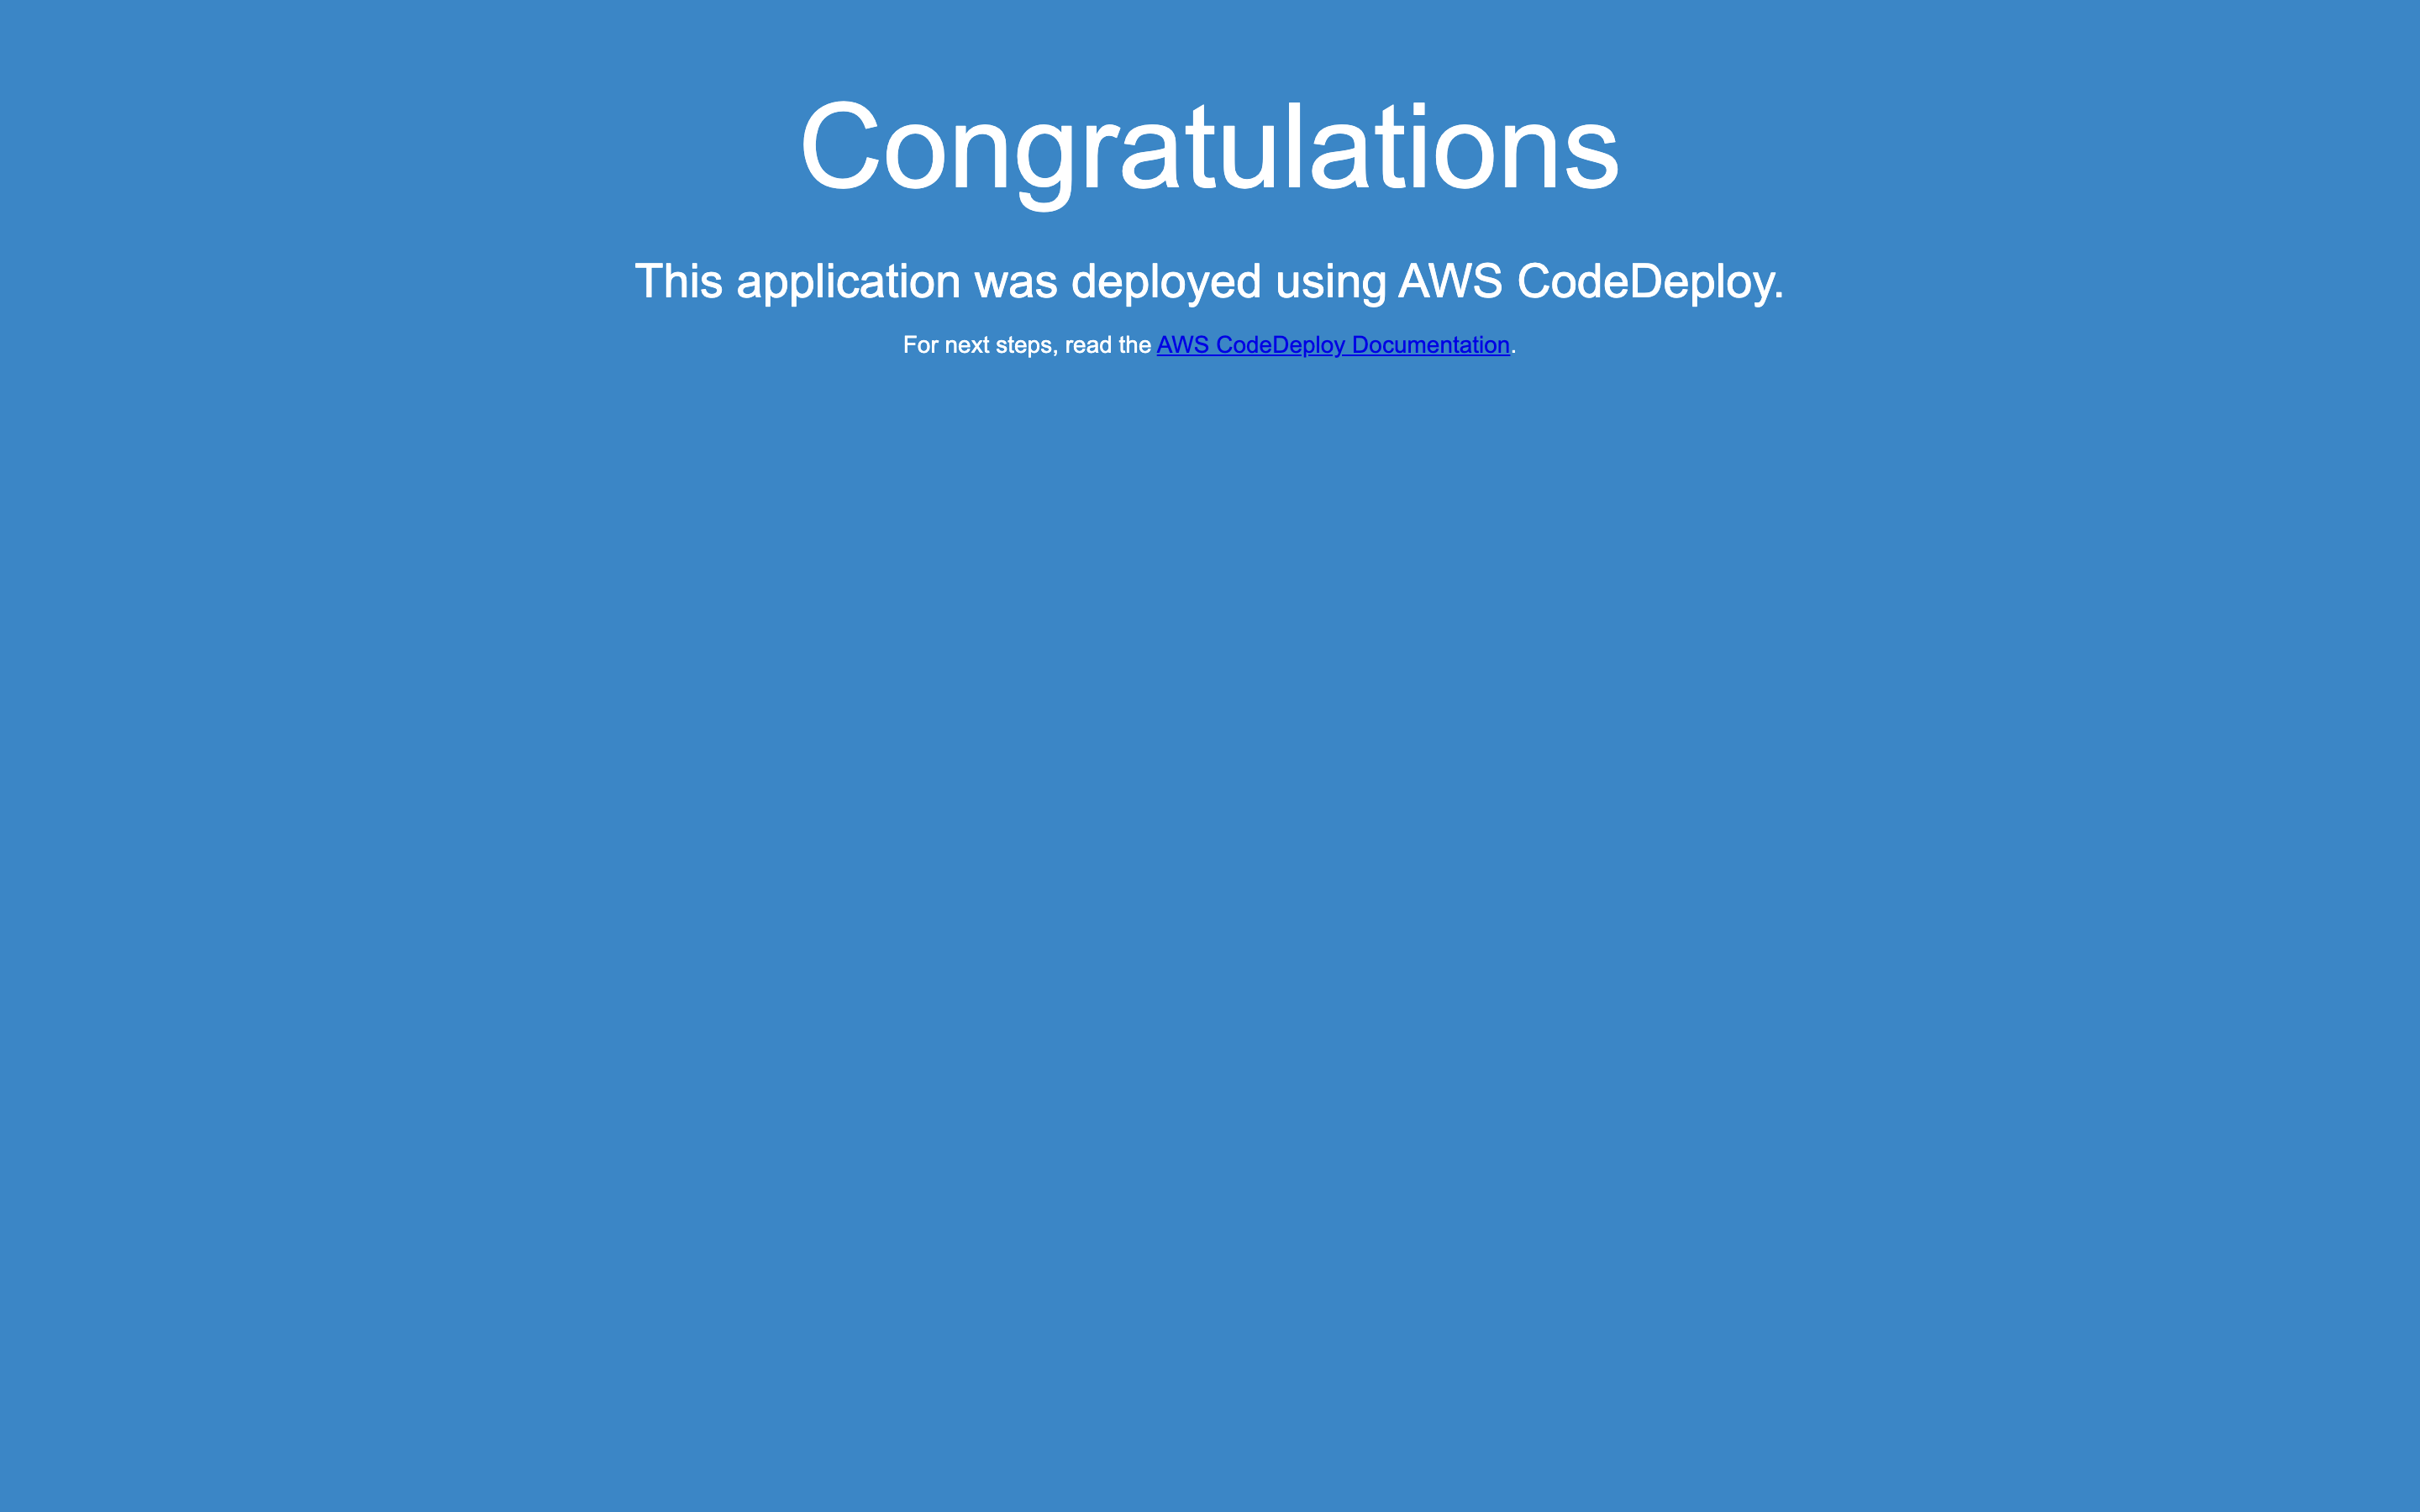 Congratulations
This application was deployed using AWS CodeDeploy.
For next steps, read the AWS CodeDeploy Documentation.